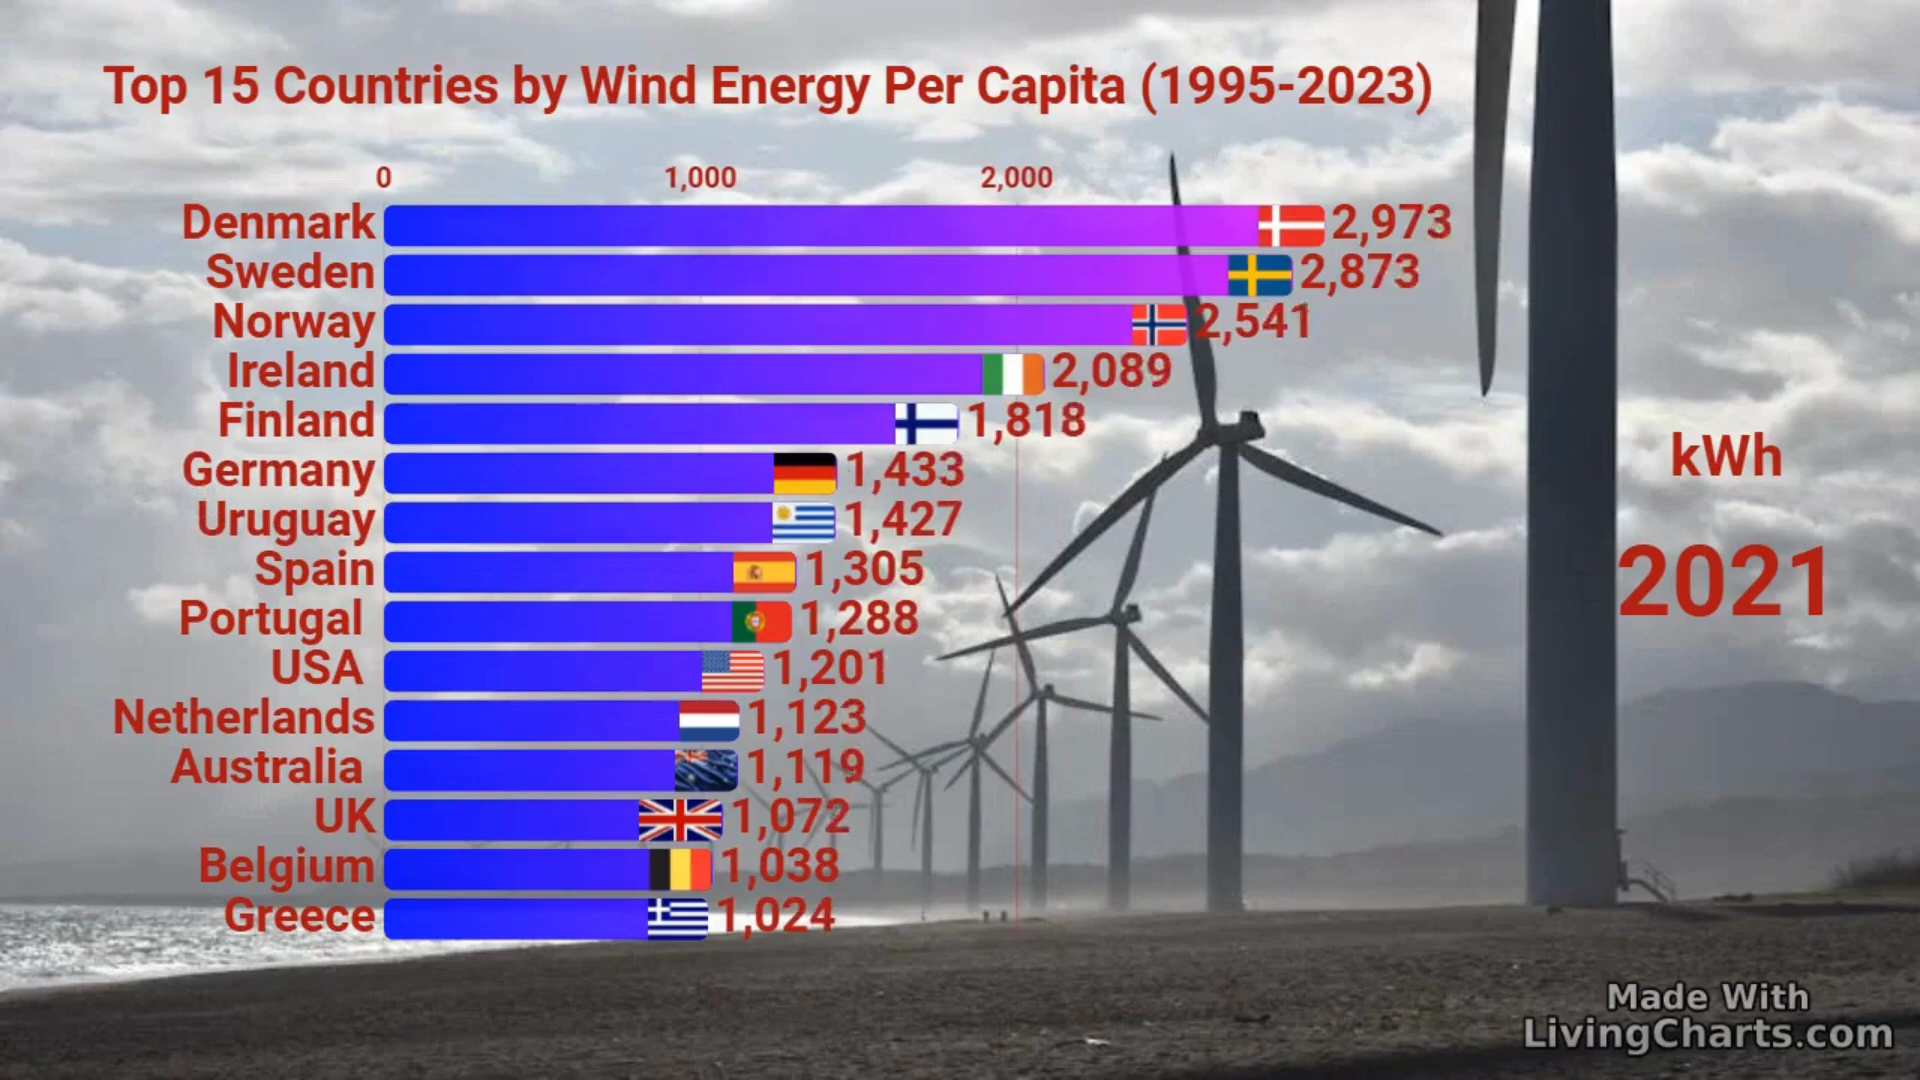 Top 15 Countries by Wind Energy Per Capita (1995-2023)
0 1,000 2,000
Denmark 2,973
Sweden 2,873
Norway 2,541
Ireland 2,089
Finland 1,818
Germany 1,433
Uruguay 1,427
Spain 1,305
Portugal 1,288
USA 1,201
Netherlands 1,123
Australia 1,119
UK 1,072
Belgium 1,038
Greece 1,024
kWh
2021
Made With
LivingCharts.com